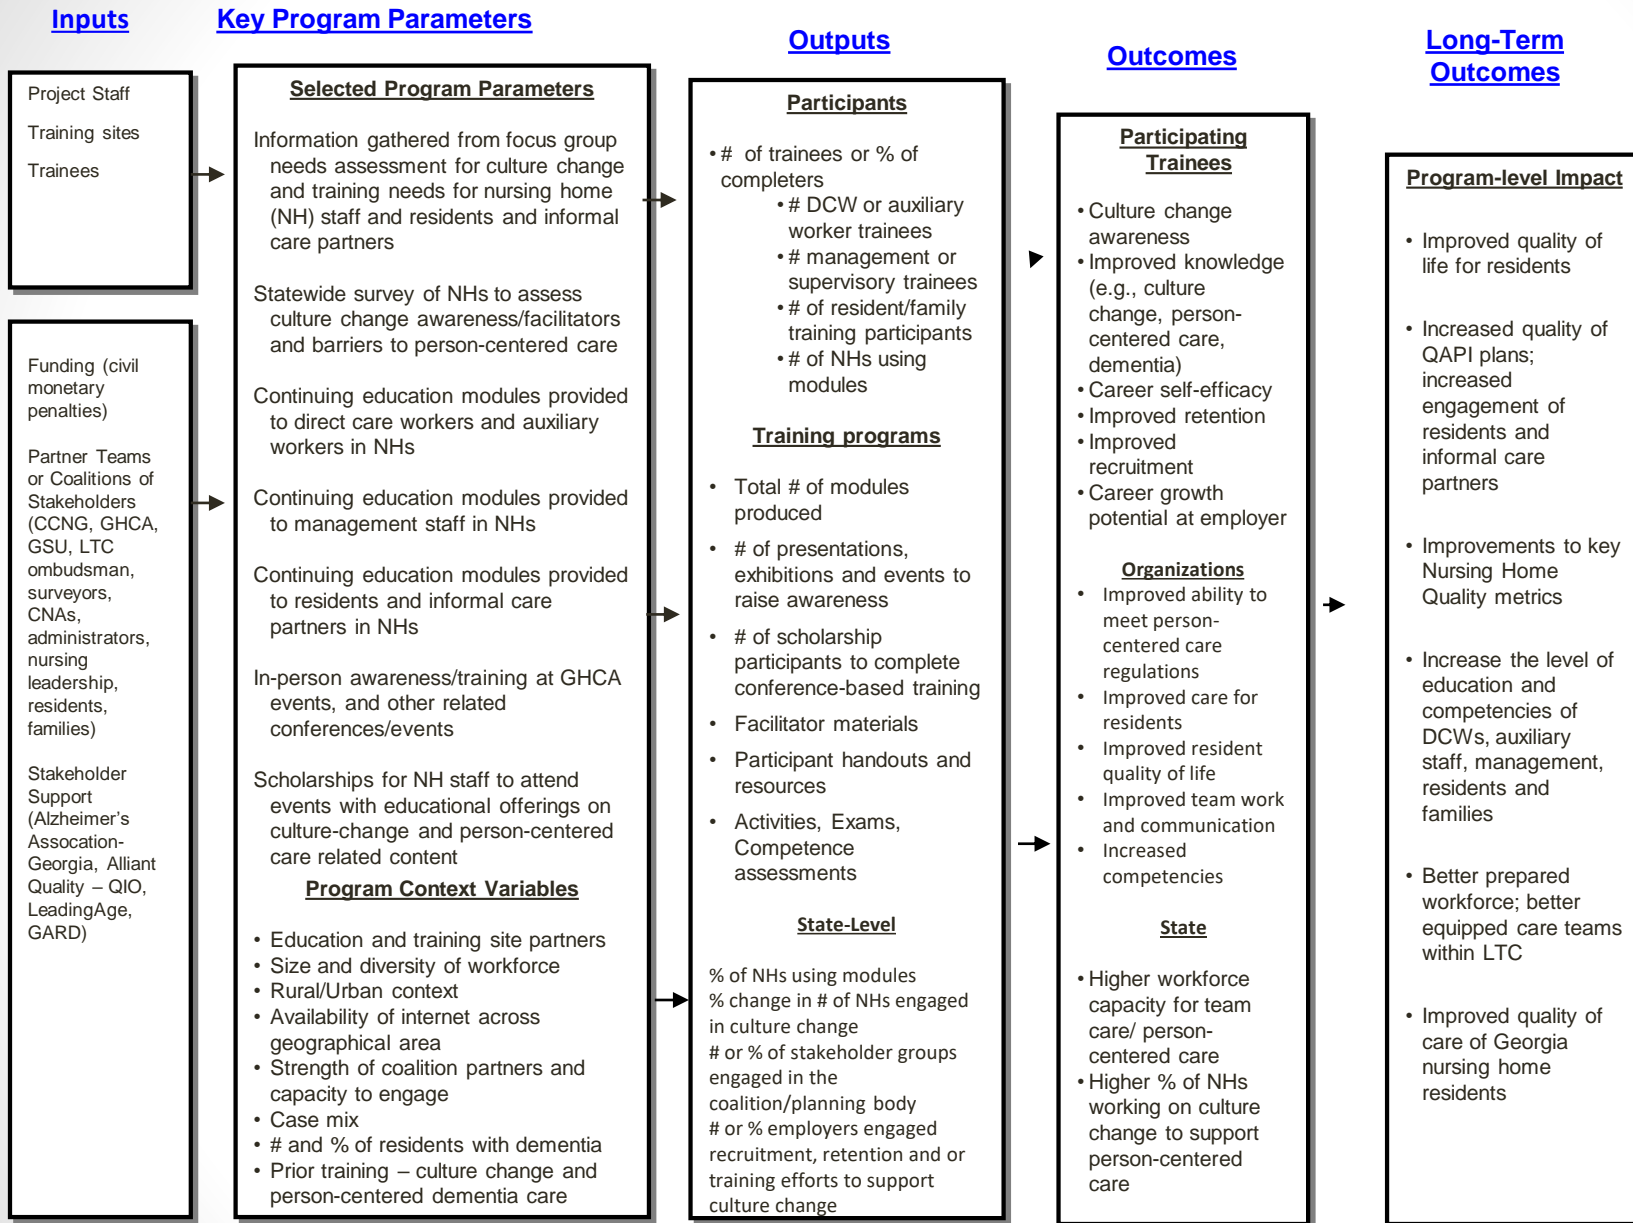 Inputs
Project Staff
Training sites
Trainees
Funding (civil
monetary
penalties)
Partner Teams
or Coalitions of
Stakeholders
(CCNG, GHCA,
GSU, LTC
ombudsman,
surveyors,
CNAs,
administrators,
nursing
leadership,
residents,
families)
Stakeholder
Support
(Alzheimer's
Assocation-
Georgia, Alliant
Quality – QIO,
LeadingAge,
GARD)
Key Program Parameters
Selected Program Parameters
Information gathered from focus group
needs assessment for culture change
and training needs for nursing home
(NH) staff and residents and informal
care partners
Statewide survey of NHs to assess
culture change awareness/facilitators
and barriers to person-centered care
Continuing education modules provided
to direct care workers and auxiliary
workers in NHs
Continuing education modules provided
to management staff in NHs
Continuing education modules provided
to residents and informal care
partners in NHs
In-person awareness/training at GHCA
events, and other related
conferences/events
Scholarships for NH staff to attend
events with educational offerings on
culture-change and person-centered
care related content
Program Context Variables
• Education and training site partners
• Size and diversity of workforce
• Rural/Urban context
• Availability of internet across
geographical area
• Strength of coalition partners and
capacity to engage
• Case mix
• # and % of residents with dementia
• Prior training – culture change and
person-centered dementia care
Outputs
Participants
• # of trainees or % of
completers
• # DCW or auxiliary
worker trainees
• # management or
supervisory trainees
• # of resident/family
training participants
• # of NHs using
modules
Training programs
• Total # of modules
produced
• # of presentations,
exhibitions and events to
raise awareness
• # of scholarship
participants to complete
conference-based training
• Facilitator materials
• Participant handouts and
resources
• Activities, Exams,
Competence
assessments
State-Level
% of NHs using modules
% change in # of NHs engaged
in culture change
# or % of stakeholder groups
engaged in the
coalition/planning body
# or % employers engaged
recruitment, retention and or
training efforts to support
culture change
Outcomes
Participating
Trainees
• Culture change
awareness
• Improved knowledge
(e.g., culture
change, person-
centered care,
dementia)
• Career self-efficacy
• Improved retention
• Improved
recruitment
• Career growth
potential at employer
Organizations
• Improved ability to
meet person-
centered care
regulations
• Improved care for
residents
• Improved resident
quality of life
• Improved team work
and communication
• Increased
competencies
State
• Higher workforce
capacity for team
care/ person-
centered care
• Higher % of NHs
working on culture
change to support
person-centered
care
Long-Term
Outcomes
Program-level Impact
• Improved quality of
life for residents
• Increased quality of
QAPI plans;
increased
engagement of
residents and
informal care
partners
• Improvements to key
Nursing Home
Quality metrics
• Increase the level of
education and
competencies of
DCWs, auxiliary
staff, management,
residents and
families
• Better prepared
workforce; better
equipped care teams
within LTC
• Improved quality of
care of Georgia
nursing home
residents